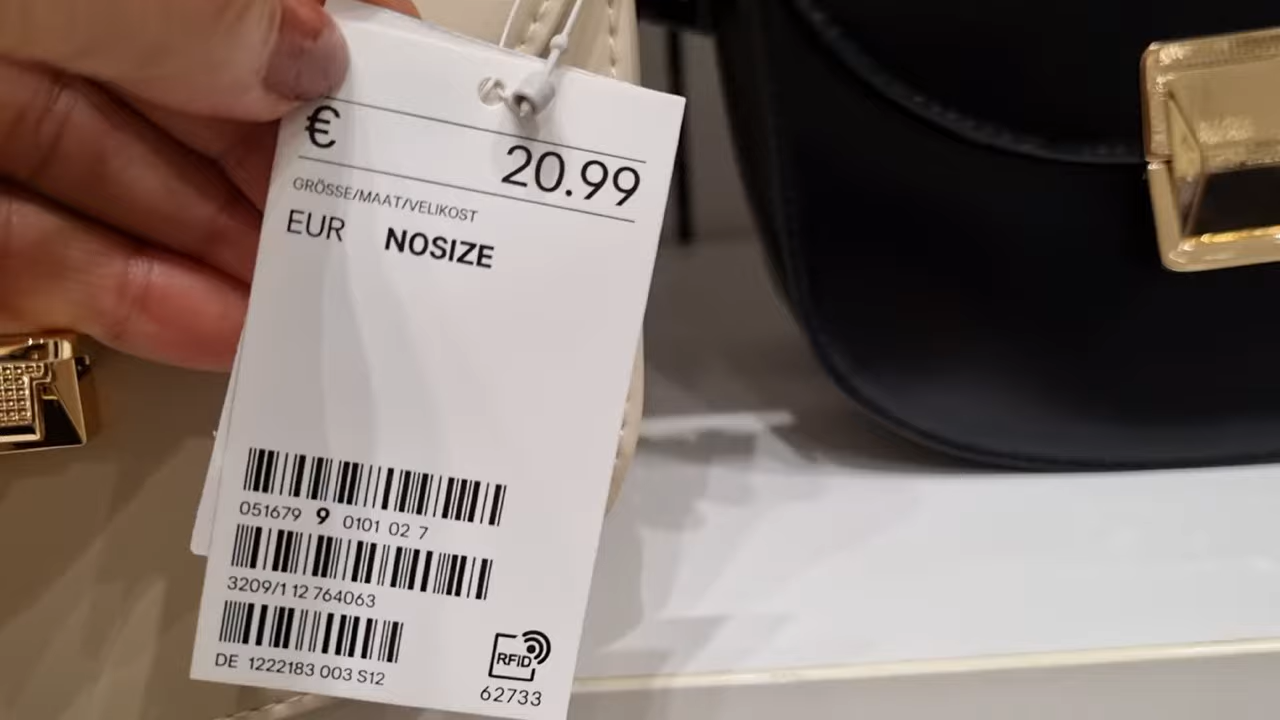 € 20.99
GRÖSSE/MAAT/VELIKOST
EUR NOSIZE
051679 9 0101 02 7
3209/1 12 764063
DE 1222183 003 S12
RFID
62733